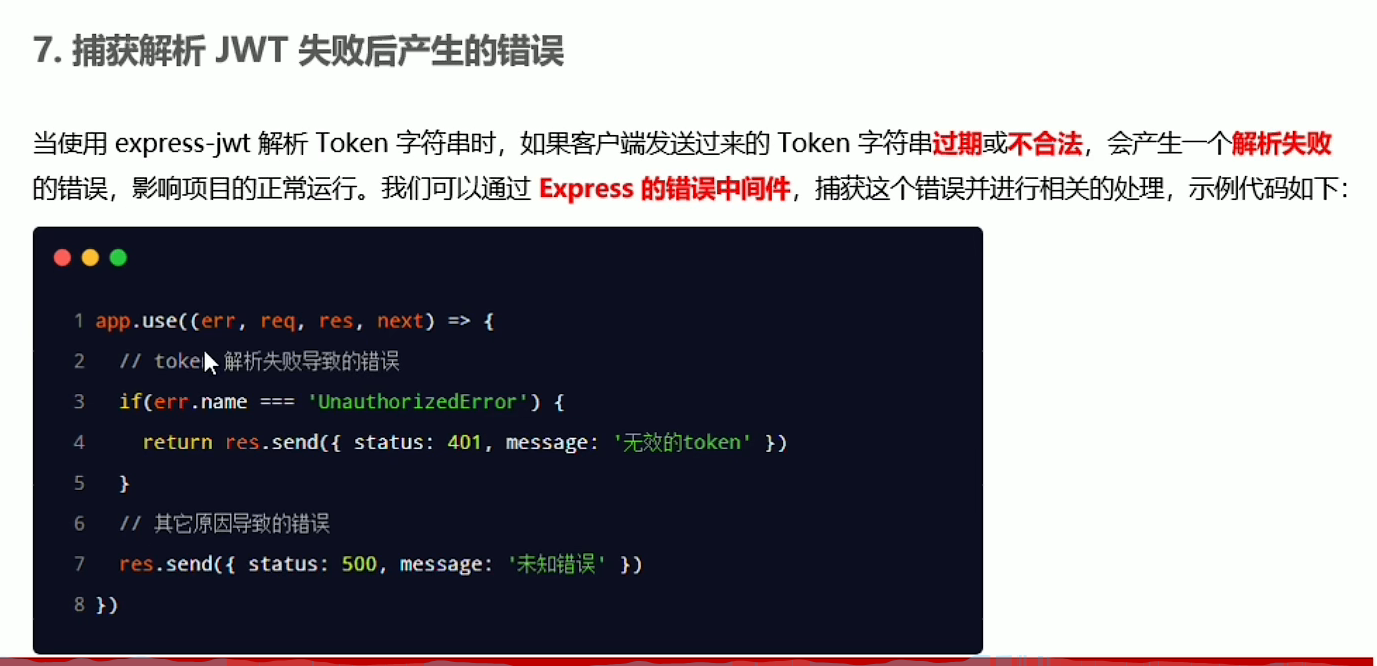 7. 捕获解析 JWT 失败后产生的错误
当使用 express-jwt 解析 Token 字符串时，如果客户端发送过来的 Token 字符串过期或不合法，会产生一个解析失败
的错误，影响项目的正常运行。我们可以通过 Express 的错误中间件，捕获这个错误并进行相关的处理，示例代码如下：
1 app.use((err, req, res, next) => {
2   // token 解析失败导致的错误
3   if(err.name === 'UnauthorizedError') {
4     return res.send({ status: 401, message: '无效的token' })
5   }
6   // 其它原因导致的错误
7   res.send({ status: 500, message: '未知错误' })
8 })